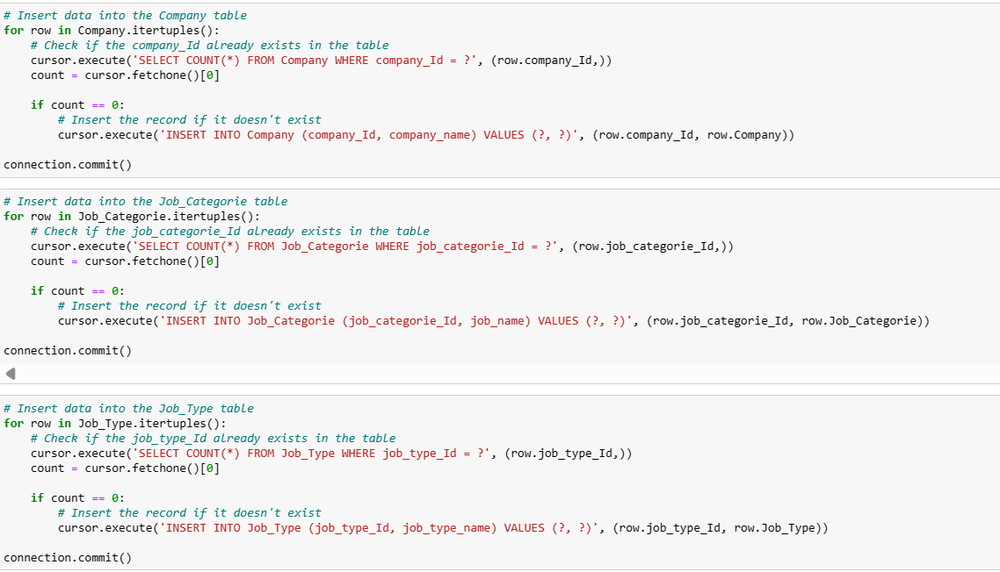 # Insert data into the Company table
for row in Company.itertuples():
    # Check if the company_Id already exists in the table
    cursor.execute('SELECT COUNT(*) FROM Company WHERE company_Id = ?', (row.company_Id,))
    count = cursor.fetchone()[0]

    if count == 0:
        # Insert the record if it doesn't exist
        cursor.execute('INSERT INTO Company (company_Id, company_name) VALUES (?, ?)', (row.company_Id, row.Company))

connection.commit()

# Insert data into the Job_Categorie table
for row in Job_Categorie.itertuples():
    # Check if the job_categorie_Id already exists in the table
    cursor.execute('SELECT COUNT(*) FROM Job_Categorie WHERE job_categorie_Id = ?', (row.job_categorie_Id,))
    count = cursor.fetchone()[0]

    if count == 0:
        # Insert the record if it doesn't exist
        cursor.execute('INSERT INTO Job_Categorie (job_categorie_Id, job_name) VALUES (?, ?)', (row.job_categorie_Id, row.Job_Categorie))

connection.commit()

# Insert data into the Job_Type table
for row in Job_Type.itertuples():
    # Check if the job_type_Id already exists in the table
    cursor.execute('SELECT COUNT(*) FROM Job_Type WHERE job_type_Id = ?', (row.job_type_Id,))
    count = cursor.fetchone()[0]

    if count == 0:
        # Insert the record if it doesn't exist
        cursor.execute('INSERT INTO Job_Type (job_type_Id, job_type_name) VALUES (?, ?)', (row.job_type_Id, row.Job_Type))

connection.commit()